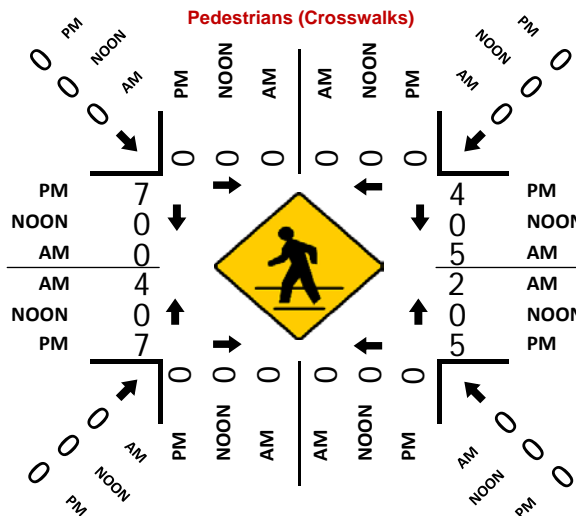 Pedestrians (Crosswalks)
0 PM
0 NOON
0 AM
PM NOON AM AM NOON PM
PM 0
NOON 0
AM 0
0 0 0 0 0 0
PM 7 4 PM
NOON 0 0 NOON
AM 0 5 AM
AM 4 2 AM
NOON 0 0 NOON
PM 7 5 PM
0 0 0 0 0 0
PM NOON AM AM NOON PM
0 AM
0 NOON
0 PM
AM 0
NOON 0
PM 0